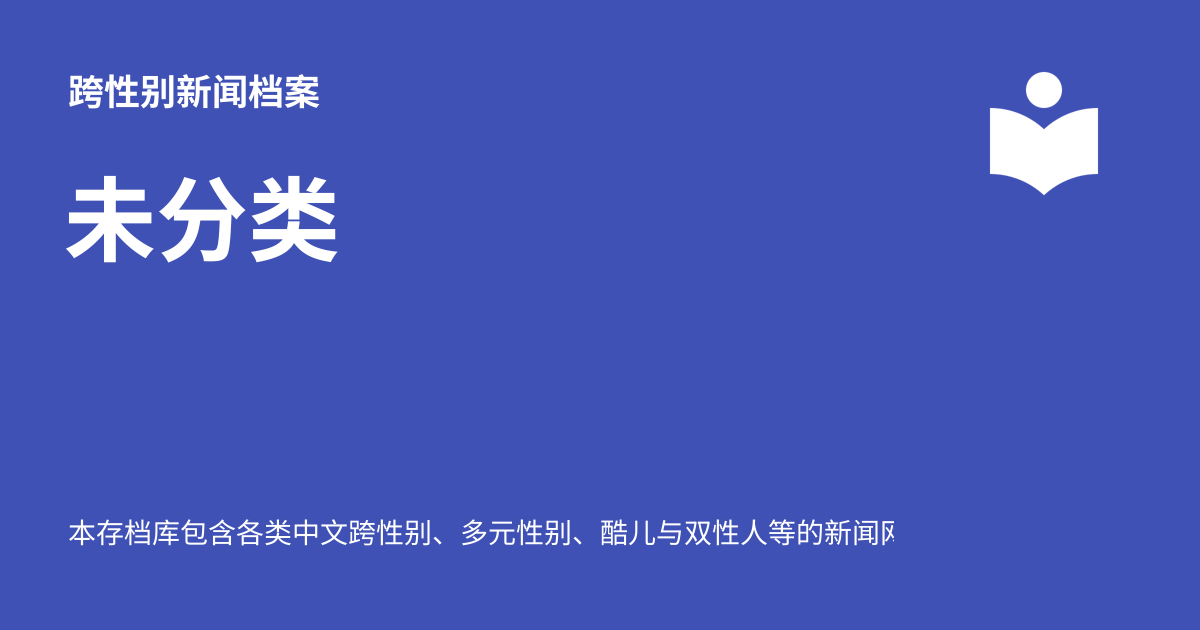 跨性别新闻档案
未分类
本存档库包含各类中文跨性别、多元性别、酷儿与双性人等的新闻